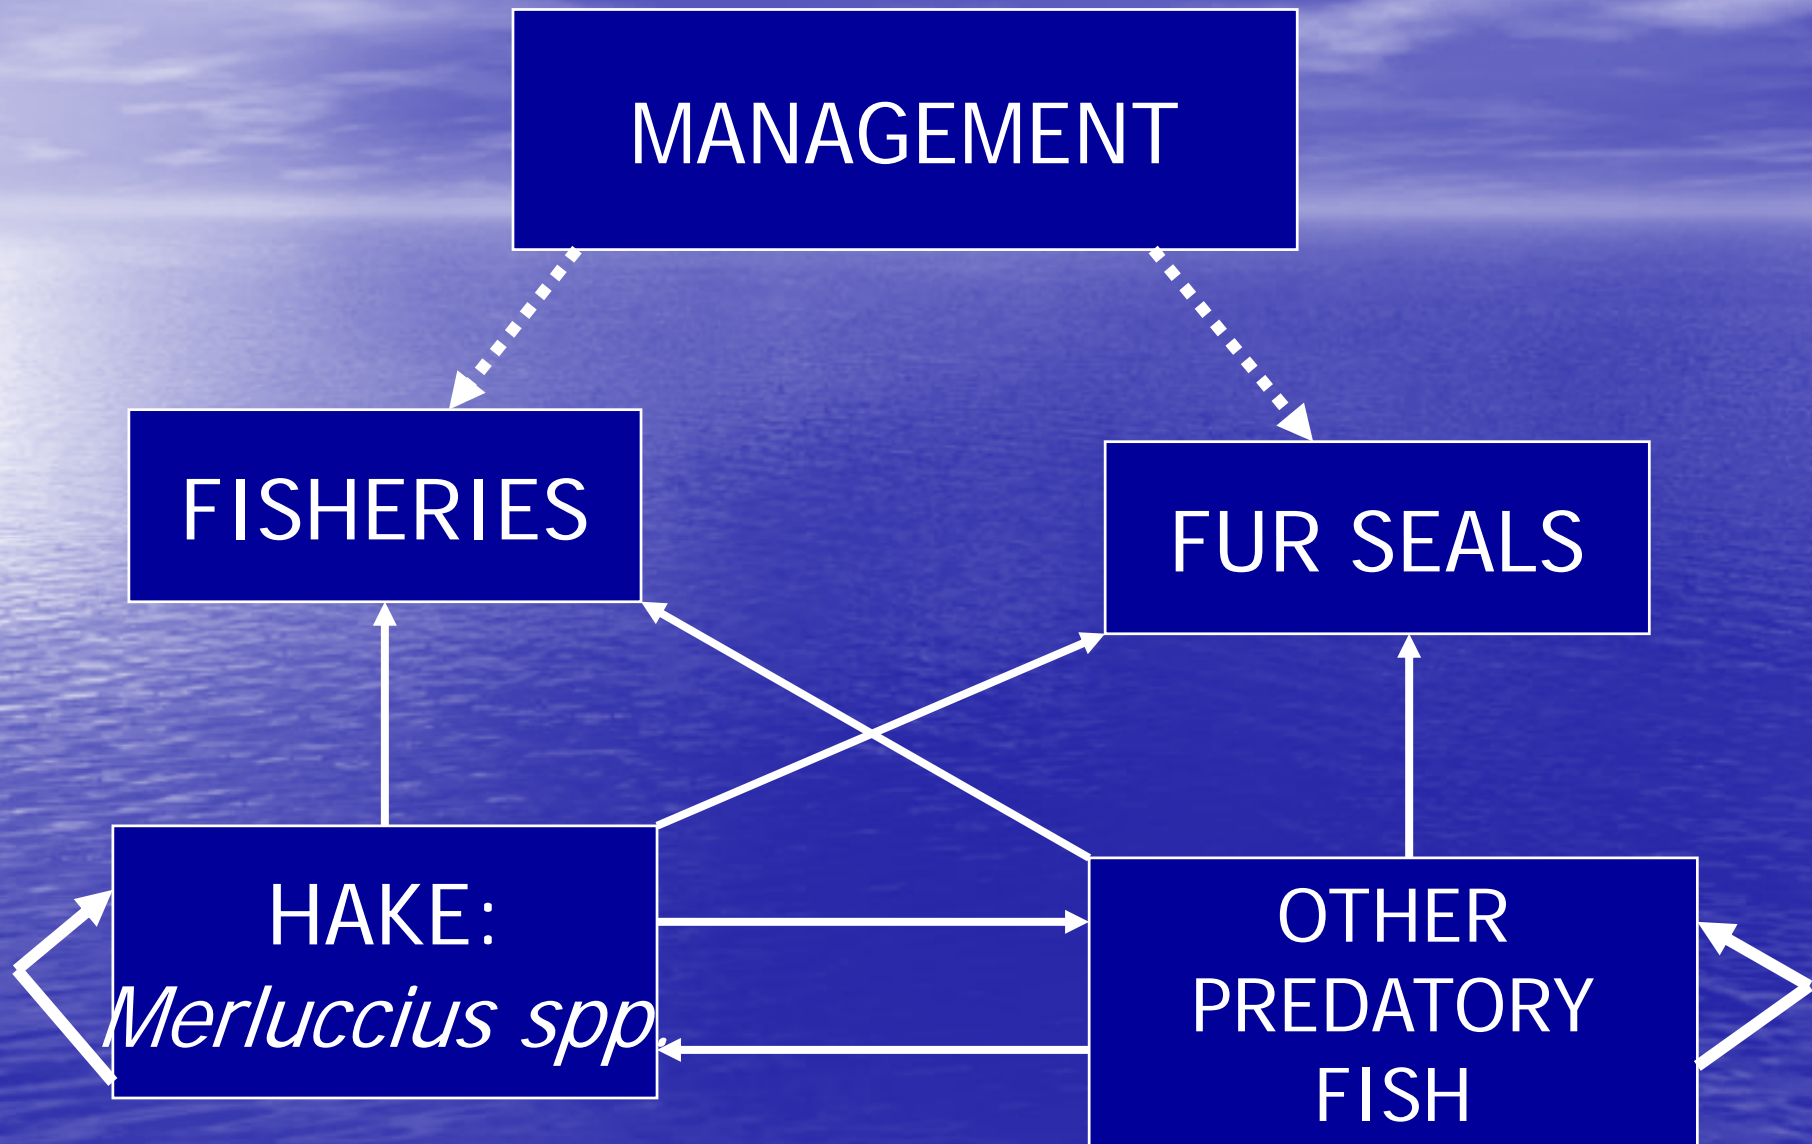 MANAGEMENT
FISHERIES
FUR SEALS
HAKE:
Merluccius spp.
OTHER
PREDATORY
FISH